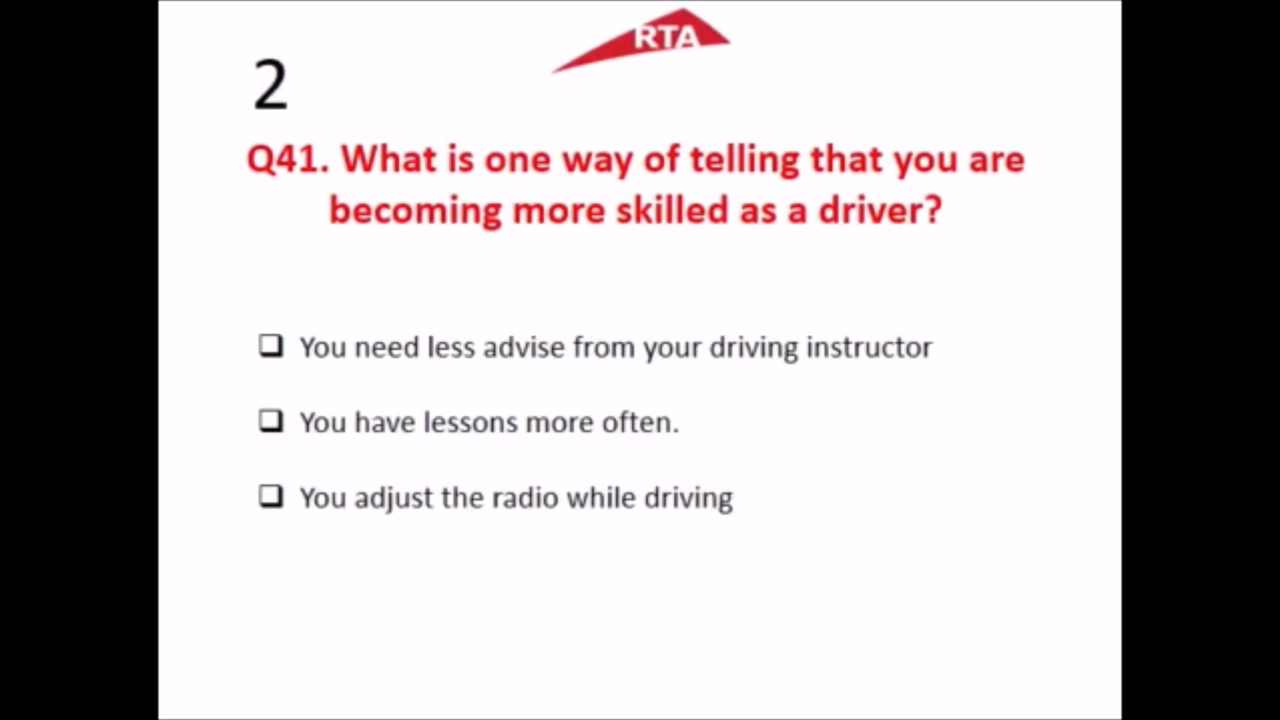 RTA
2
Q41. What is one way of telling that you are
becoming more skilled as a driver?
You need less advise from your driving instructor
You have lessons more often.
You adjust the radio while driving